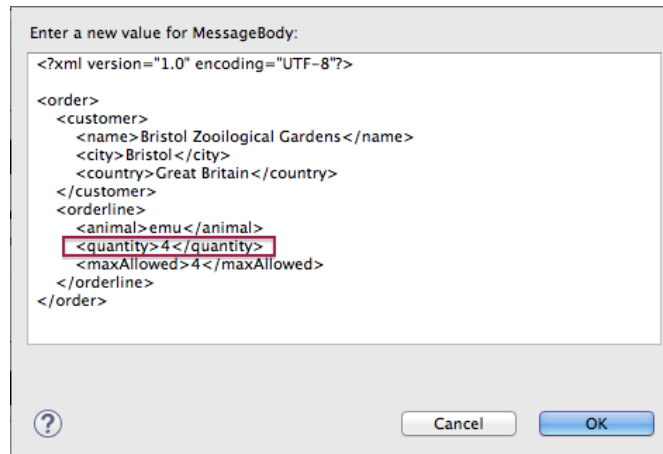 Enter a new value for MessageBody:
<?xml version="1.0" encoding="UTF-8"?>
<order>
<customer>
<name>Bristol Zooilogical Gardens</name>
<city>Bristol</city>
<country>Great Britain</country>
</customer>
<orderline>
<animal>emu</animal>
<quantity>4</quantity>
<maxAllowed>4</maxAllowed>
</orderline>
</order>
?
Cancel
OK